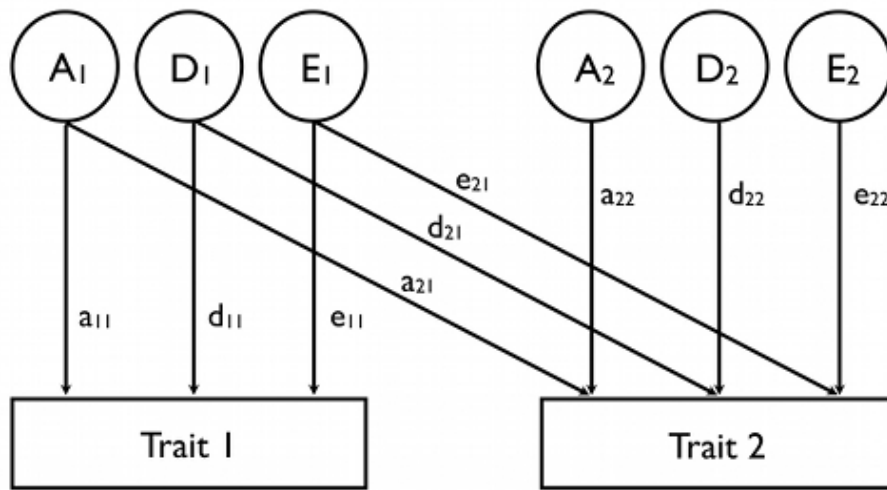 A₁ D₁ E₁ A₂ D₂ E₂
e₂₁ a₂₂ d₂₂ e₂₂
d₂₁
a₂₁
a₁₁ d₁₁ e₁₁
Trait 1 Trait 2